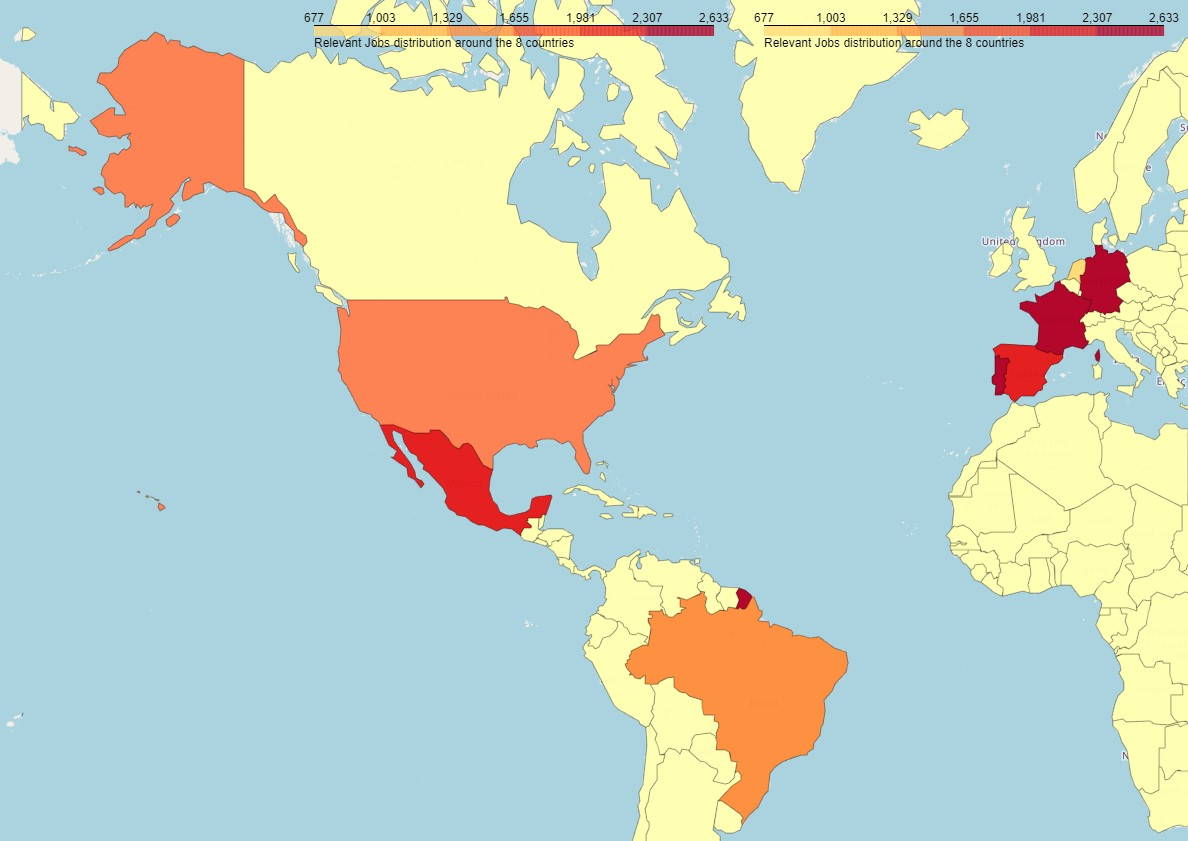 677 1,003 1,329 1,655 1,981 2,307 2,633
Relevant Jobs distribution around the 8 countries
677 1,003 1,329 1,655 1,981 2,307 2,633
Relevant Jobs distribution around the 8 countries
United Kingdom